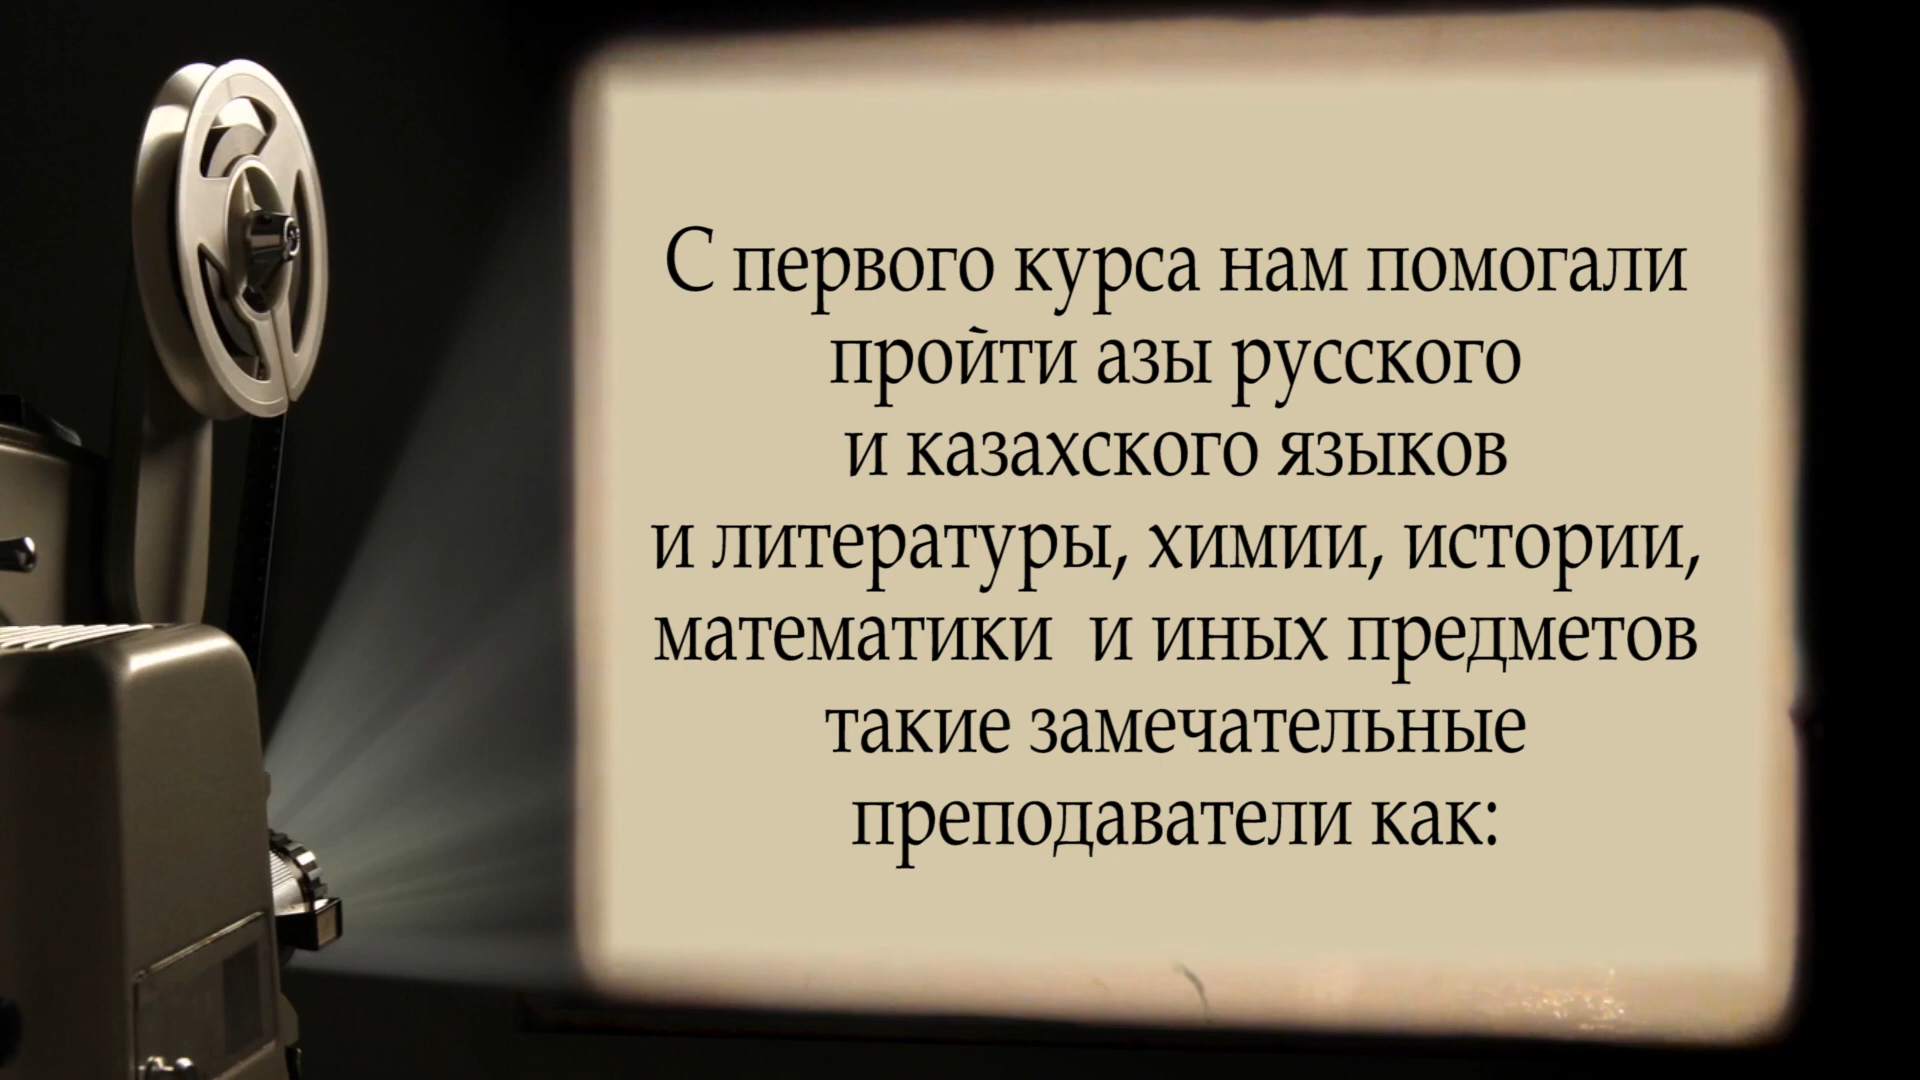 С первого курса нам помогали
пройти азы русского
и казахского языков
и литературы, химии, истории,
математики  и иных предметов
такие замечательные
преподаватели как: